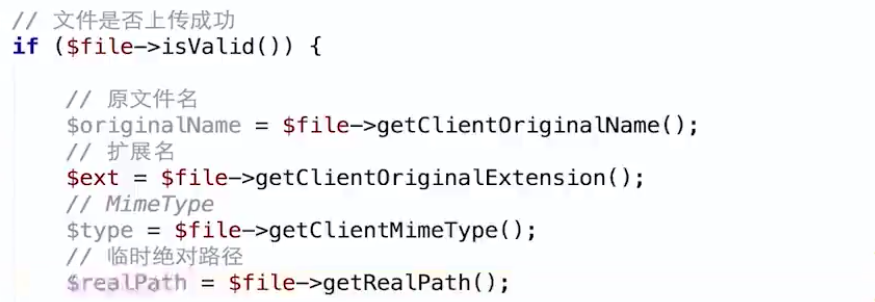 // 文件是否上传成功
if ($file->isValid()) {
// 原文件名
$originalName = $file->getClientOriginalName();
// 扩展名
$ext = $file->getClientOriginalExtension();
// MimeType
$type = $file->getClientMimeType();
// 临时绝对路径
$realPath = $file->getRealPath();